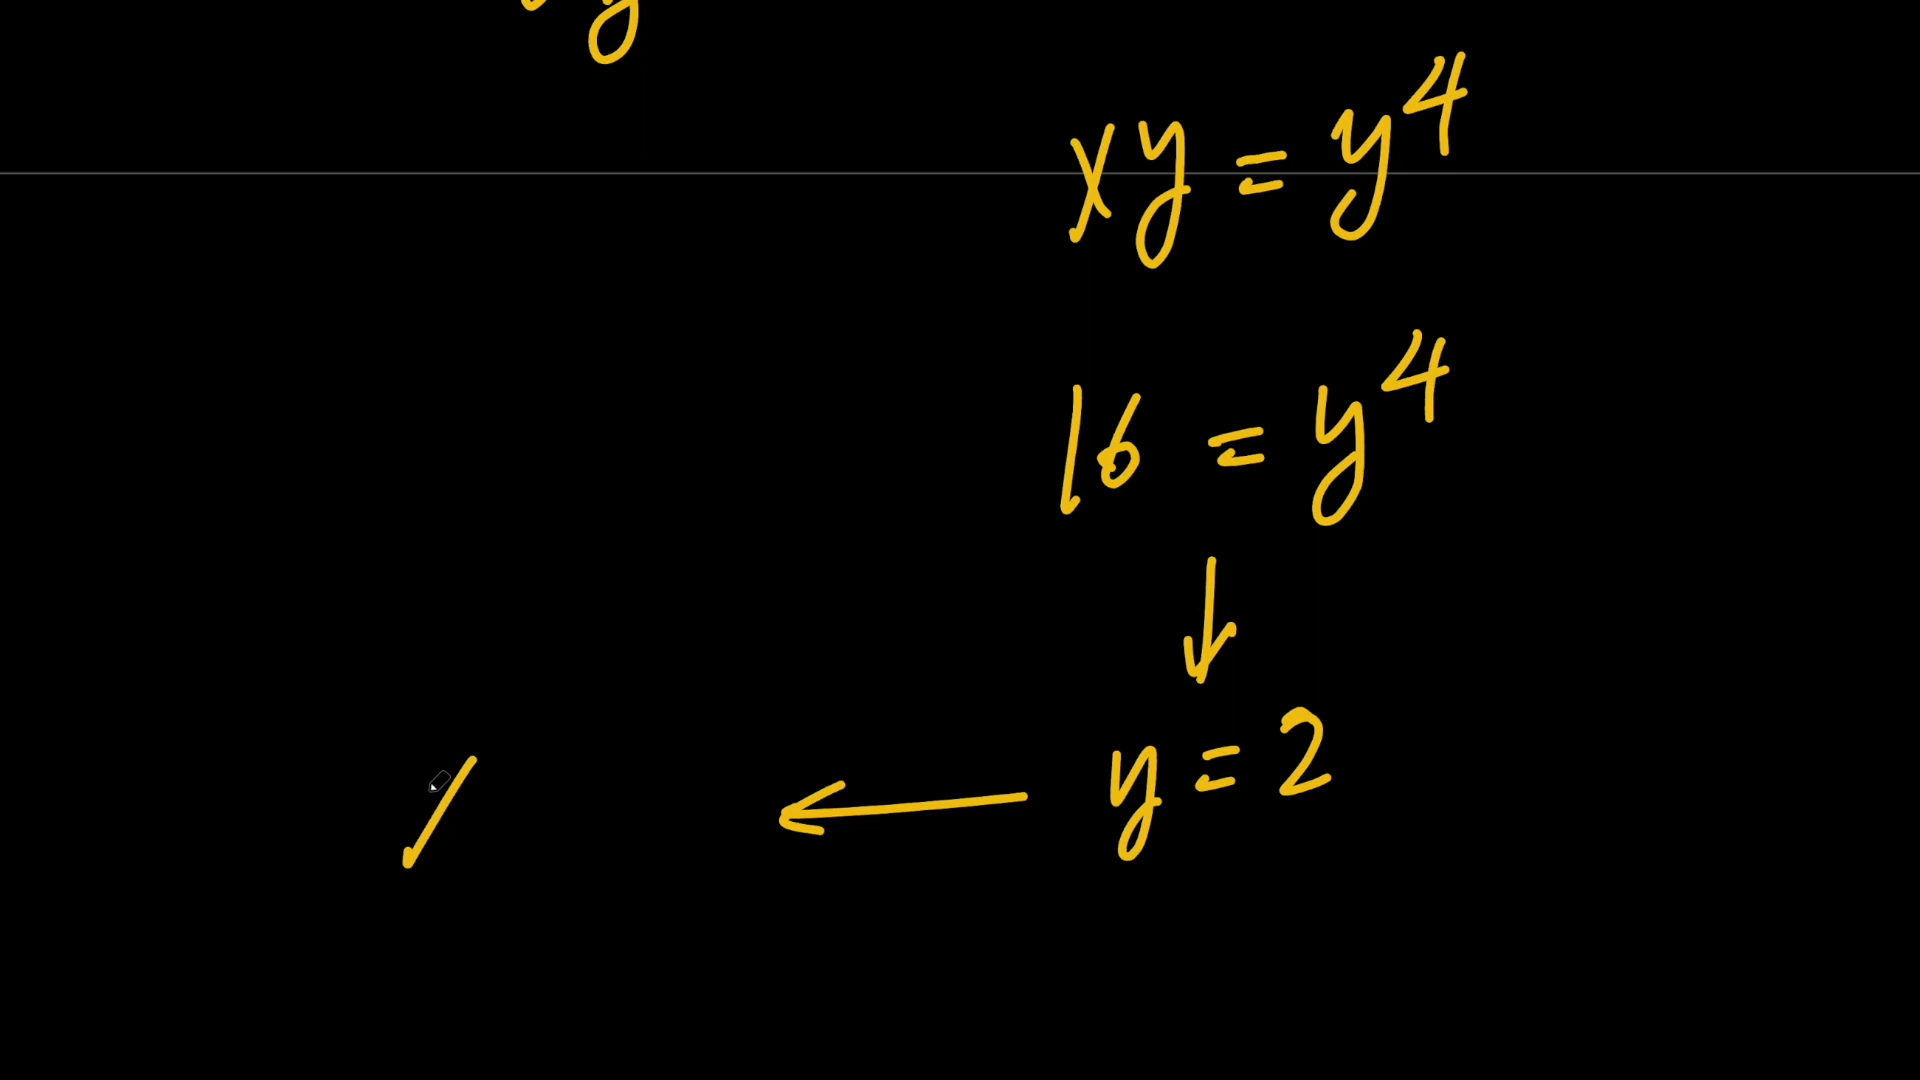 y
xy = y⁴
16 = y⁴
↓
← y = 2